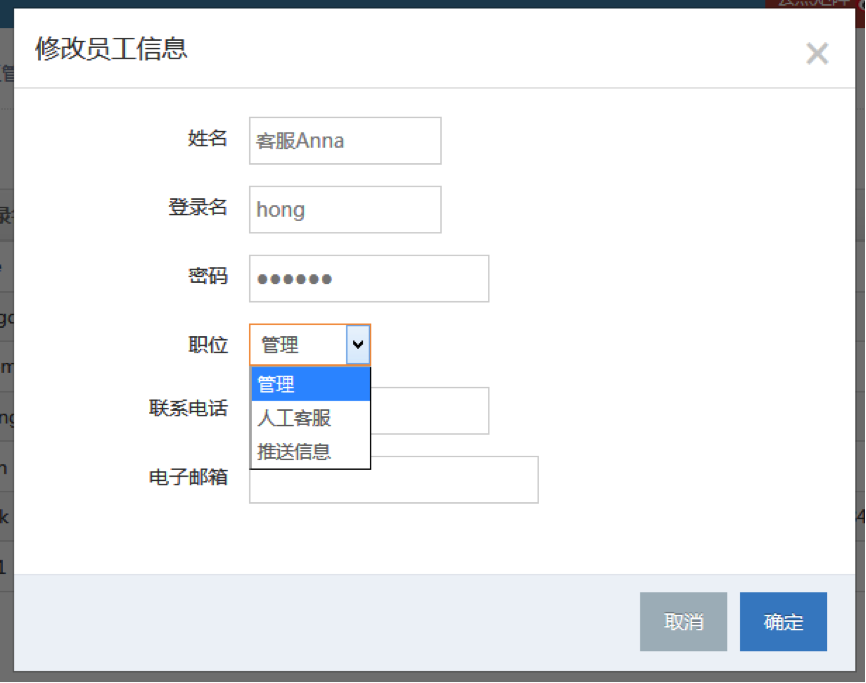 修改员工信息
×
姓名 客服Anna
登录名 hong
密码 ●●●●●●
职位 管理
管理
人工客服
推送信息
联系电话
电子邮箱
取消 确定